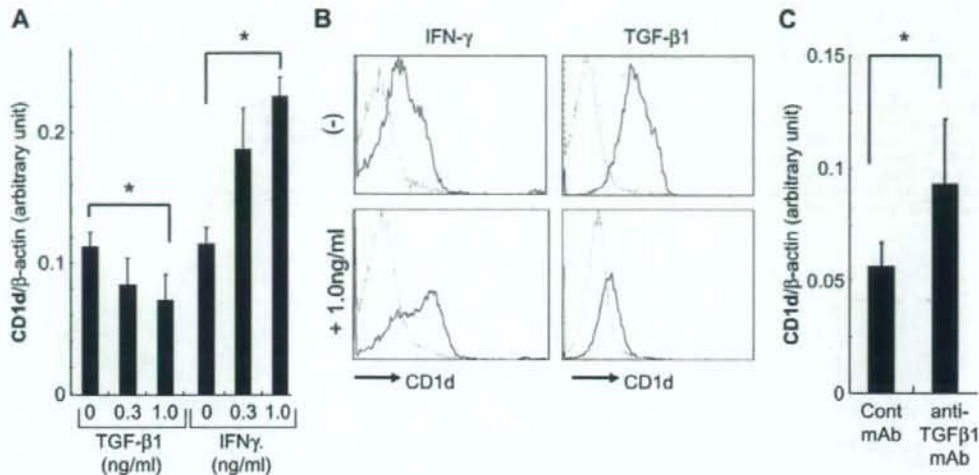 A
CD1d/β-actin (arbitrary unit)
0.2
0.1
0
*
*
0 0.3 1.0 0 0.3 1.0
TGF-β1
(ng/ml)
IFNγ.
(ng/ml)
B
IFN-γ
TGF-β1
(-)
+ 1.0ng/ml
CD1d
CD1d
C
CD1d/β-actin (arbitrary unit)
0.15
0.1
0.05
0
*
Cont
mAb
anti-
TGFβ1
mAb